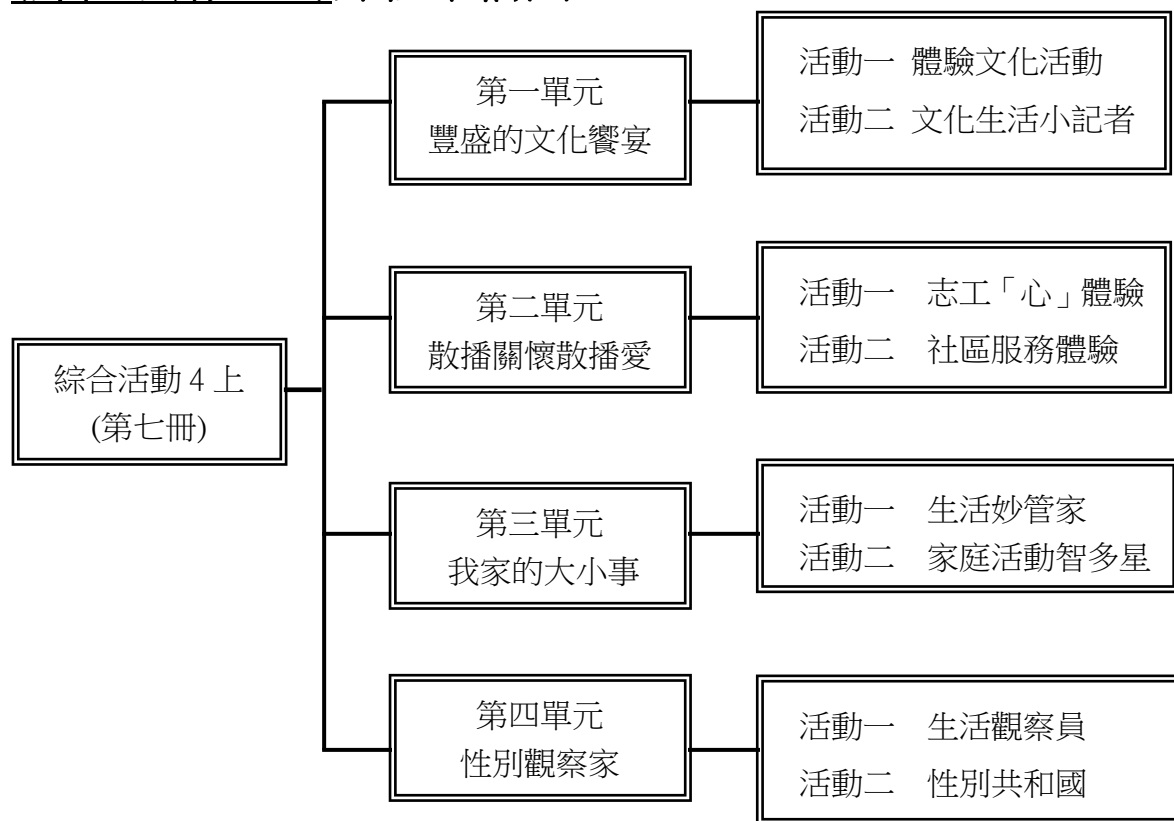 綜合活動 4 上
(第七冊)
第一單元
豐盛的文化饗宴
活動一 體驗文化活動
活動二 文化生活小記者
第二單元
散播關懷散播愛
活動一 志工「心」體驗
活動二 社區服務體驗
第三單元
我家的大小事
活動一 生活妙管家
活動二 家庭活動智多星
第四單元
性別觀察家
活動一 生活觀察員
活動二 性別共和國